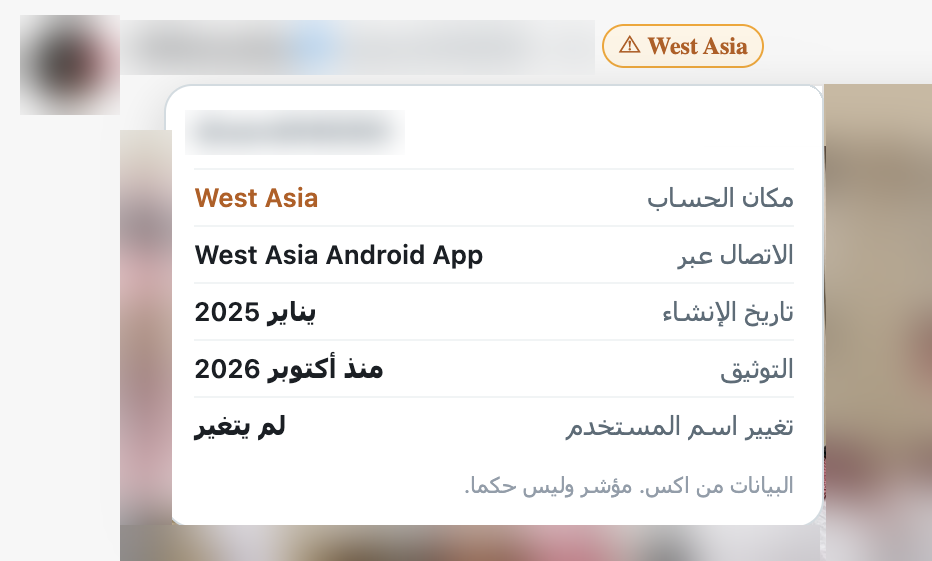 ⚠ West Asia
مكان الحساب West Asia
الاتصال عبر West Asia Android App
تاريخ الإنشاء يناير 2025
التوثيق منذ أكتوبر 2026
تغيير اسم المستخدم لم يتغير
البيانات من اكس. مؤشر وليس حكما.